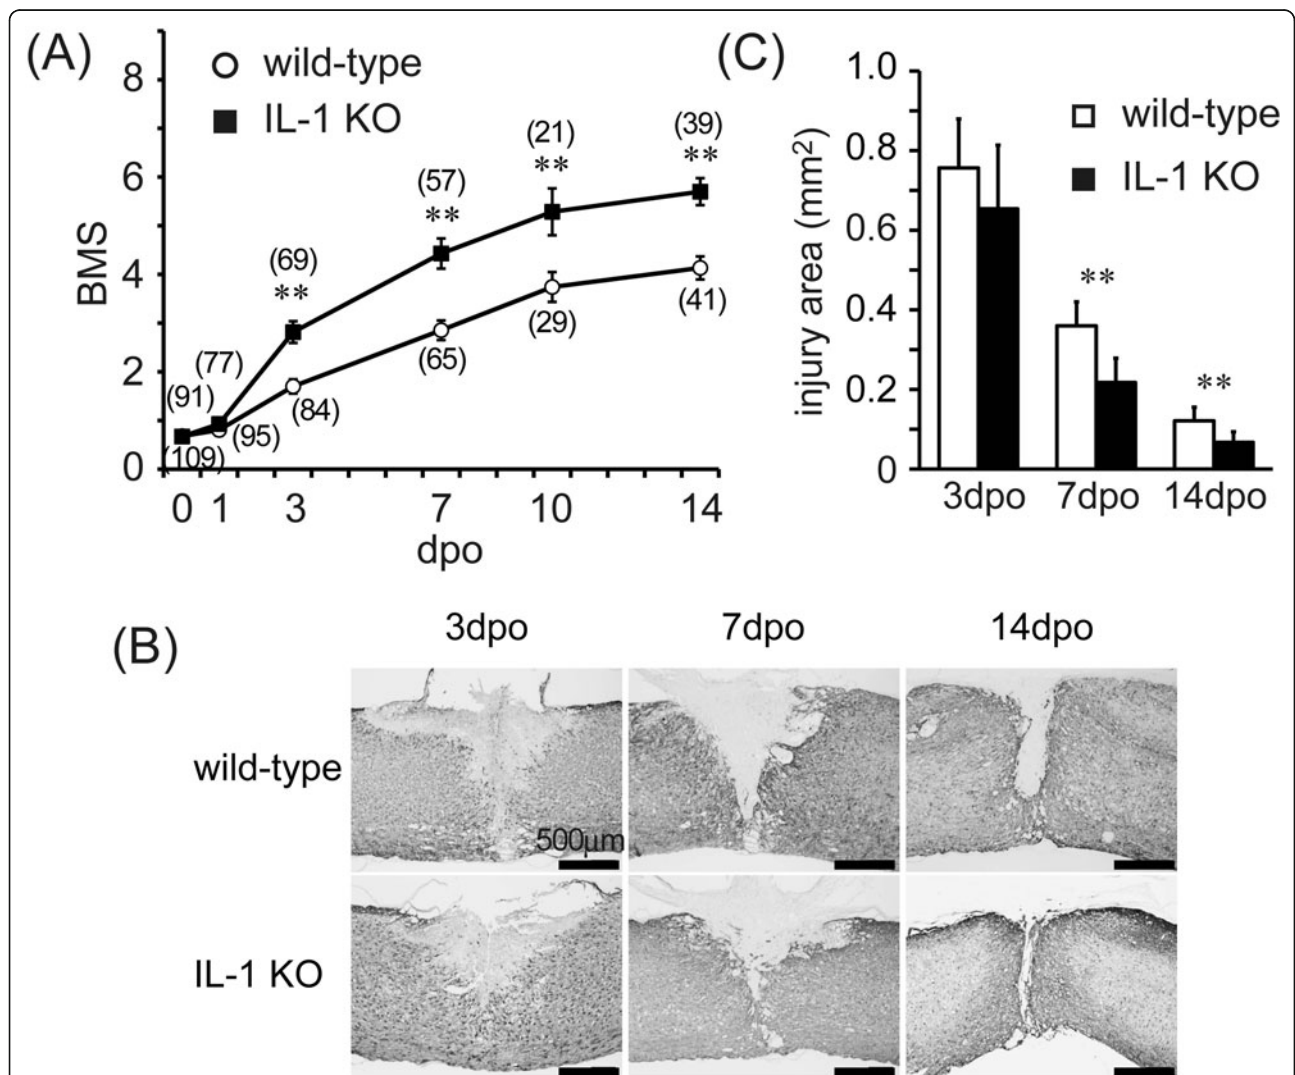 (A)
wild-type
IL-1 KO
BMS
8
6
4
2
0
(91)
(77)
(69)
**
(57)
**
(21)
**
(39)
**
(109)
(95)
(84)
(65)
(29)
(41)
0 1 3 7 10 14
dpo
(C)
wild-type
IL-1 KO
injury area (mm²)
1.0
0.8
0.6
0.4
0.2
0
**
**
3dpo 7dpo 14dpo
(B)
3dpo 7dpo 14dpo
wild-type
500μm
IL-1 KO